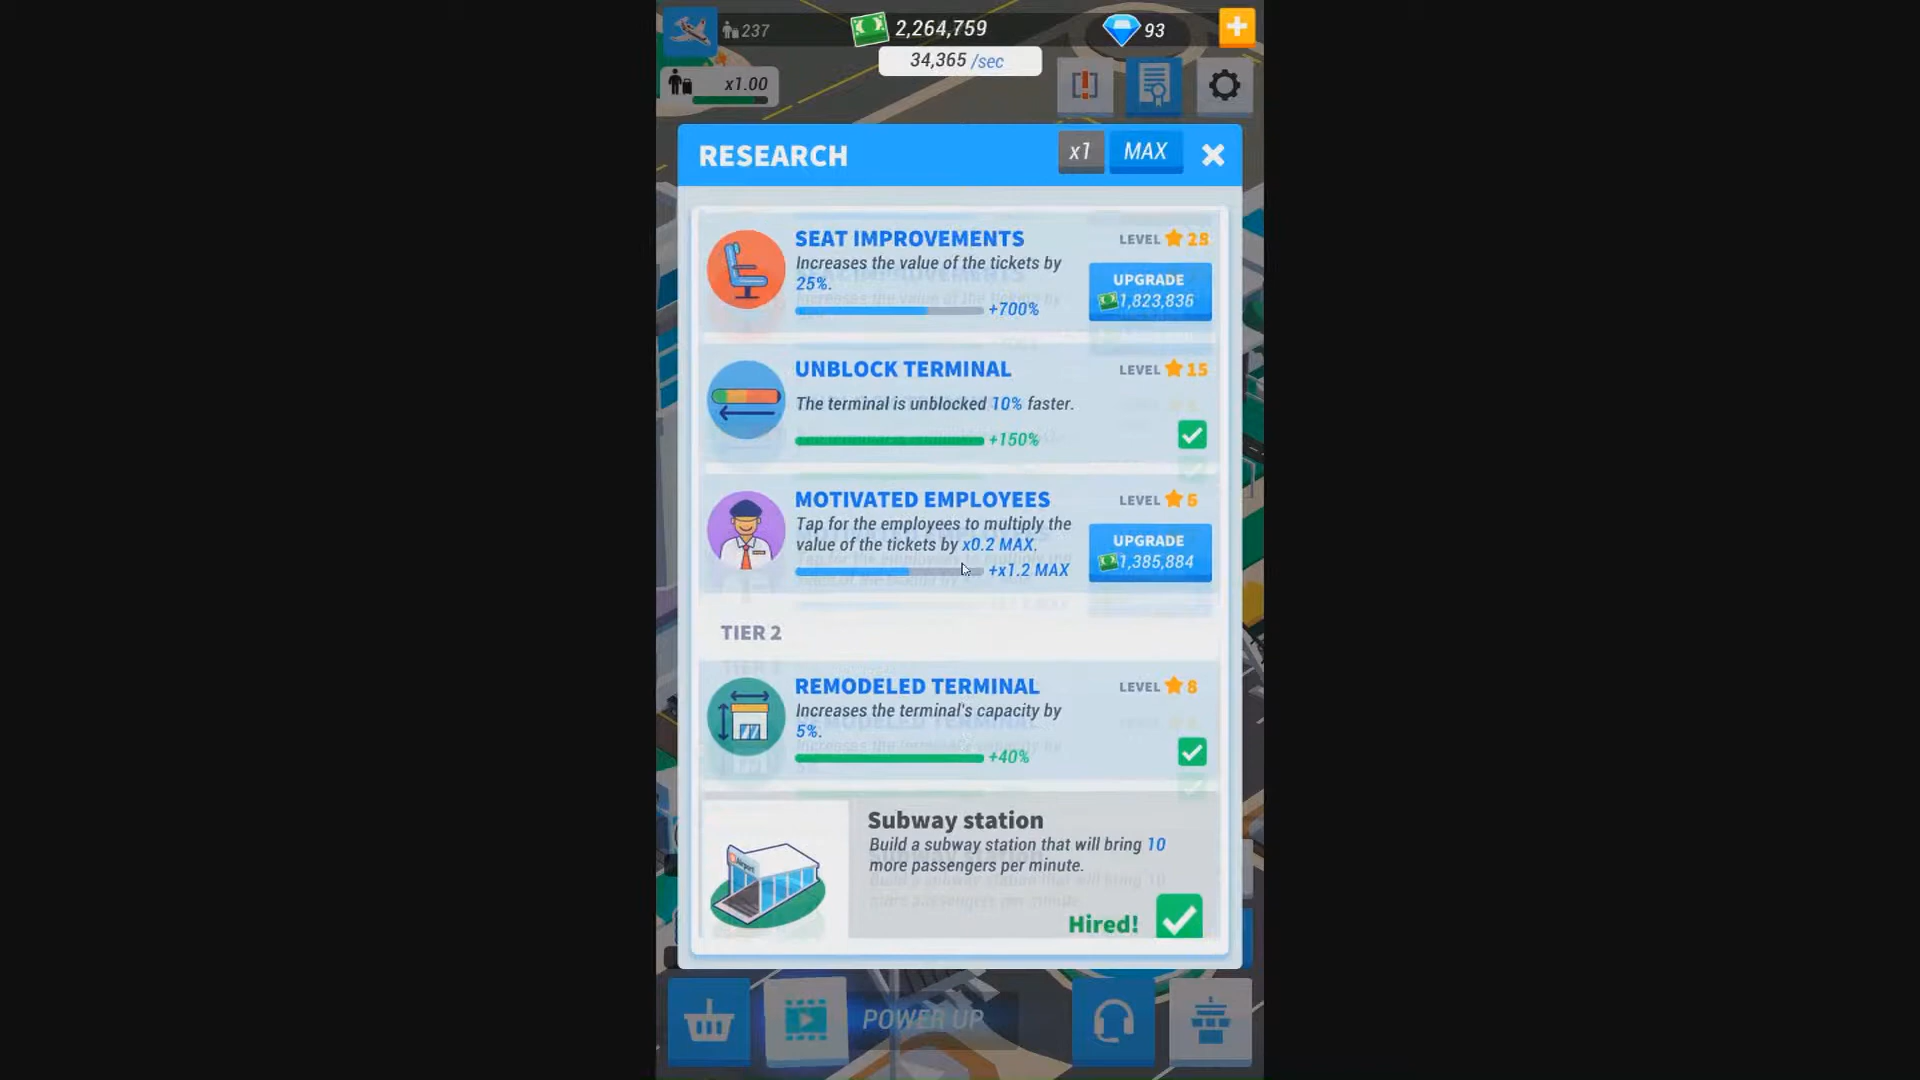 237
2,264,759
93
34,365 /sec
x1.00
RESEARCH
x1
MAX
SEAT IMPROVEMENTS
LEVEL 28
Increases the value of the tickets by
25%.
UPGRADE
1,823,836
+700%
UNBLOCK TERMINAL
LEVEL 15
The terminal is unblocked 10% faster.
+150%
MOTIVATED EMPLOYEES
LEVEL 6
Tap for the employees to multiply the
value of the tickets by x0.2 MAX.
UPGRADE
1,385,884
+x1.2 MAX
TIER 2
REMODELED TERMINAL
LEVEL 8
Increases the terminal's capacity by
5%.
+40%
Subway station
Build a subway station that will bring 10
more passengers per minute.
Hired!
POWER UP